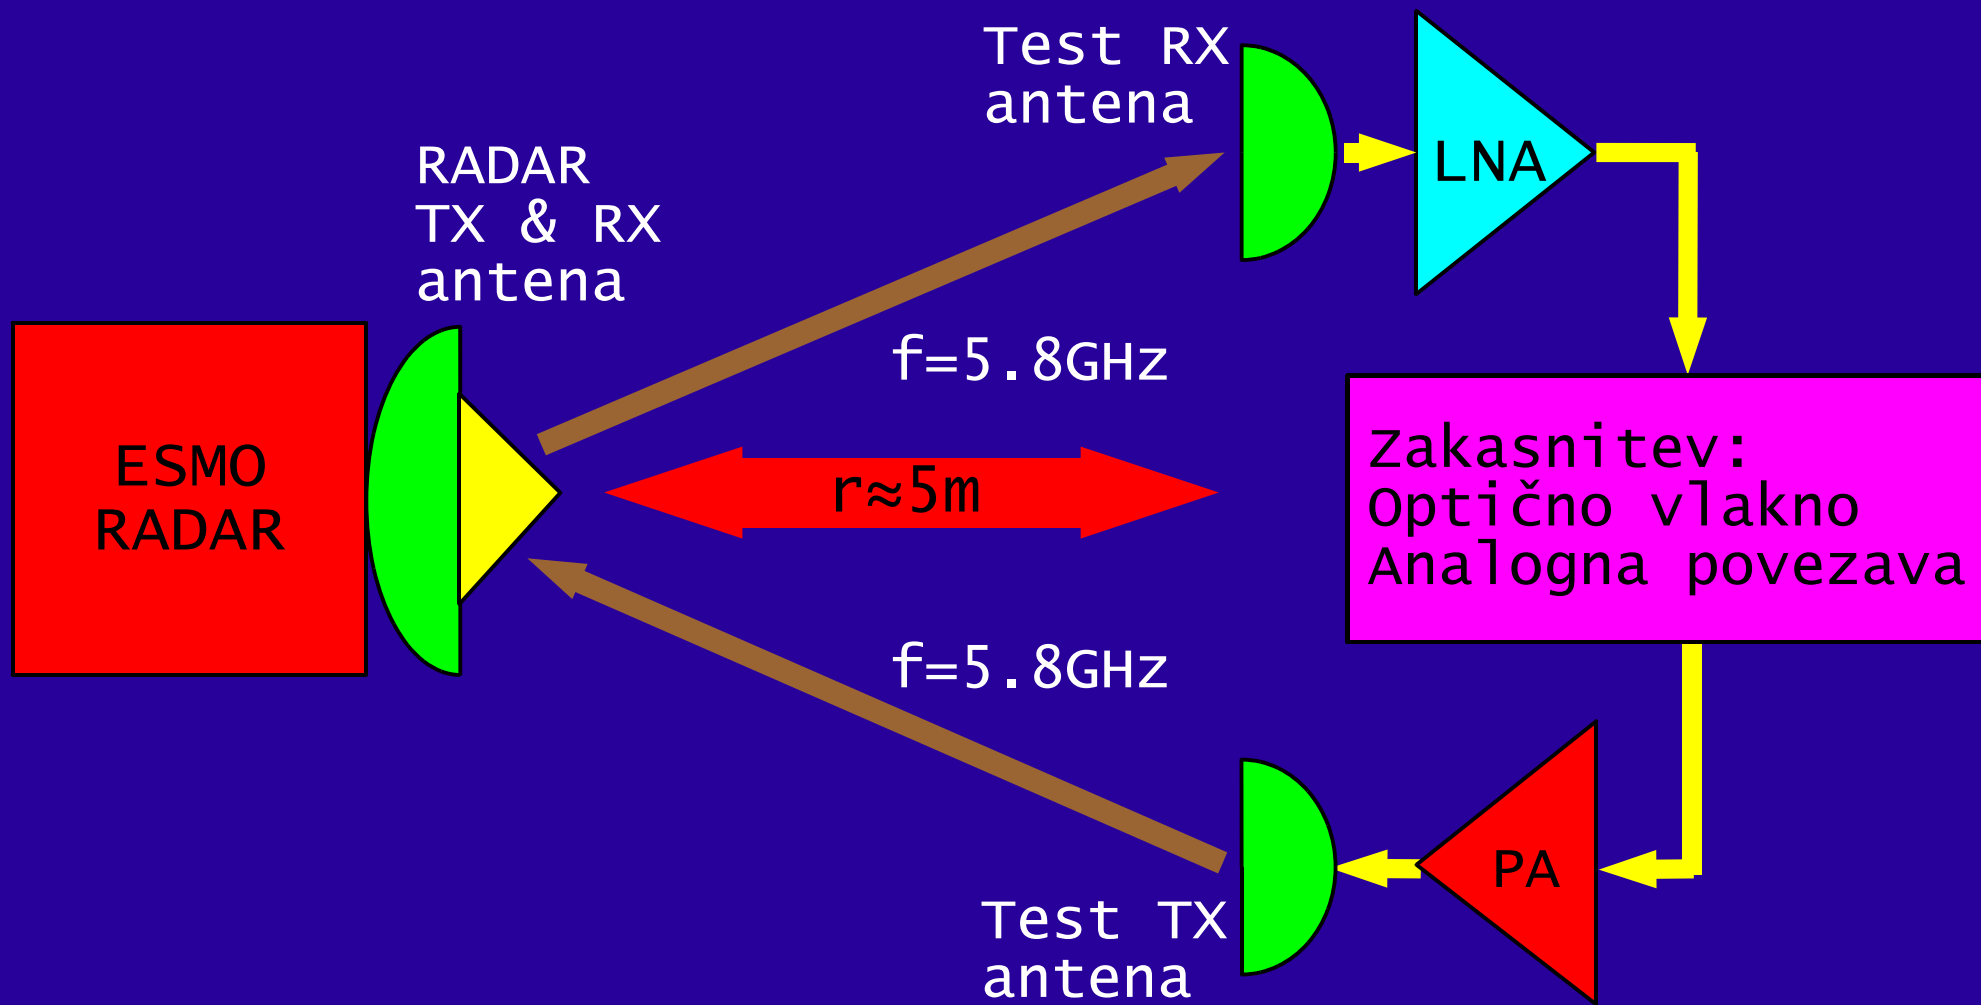 Test RX
antena
RADAR
TX & RX
antena
LNA
f=5.8GHz
ESMO
RADAR
r≈5m
Zakasnitev:
Optično vlakno
Analogna povezava
f=5.8GHz
PA
Test TX
antena